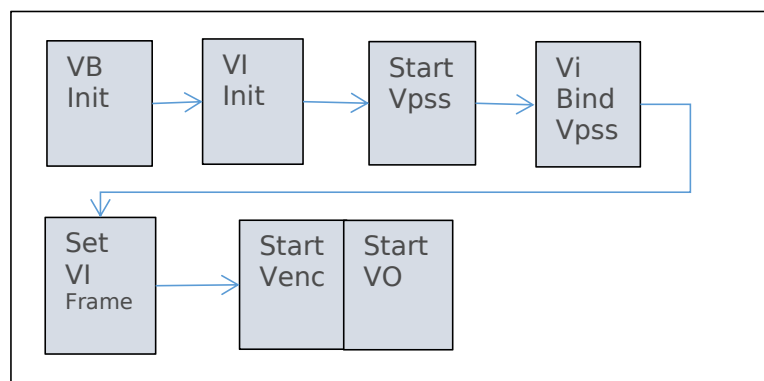 VB
Init
VI
Init
Start
Vpss
Vi
Bind
Vpss
Set
VI
Frame
Start
Venc
Start
VO